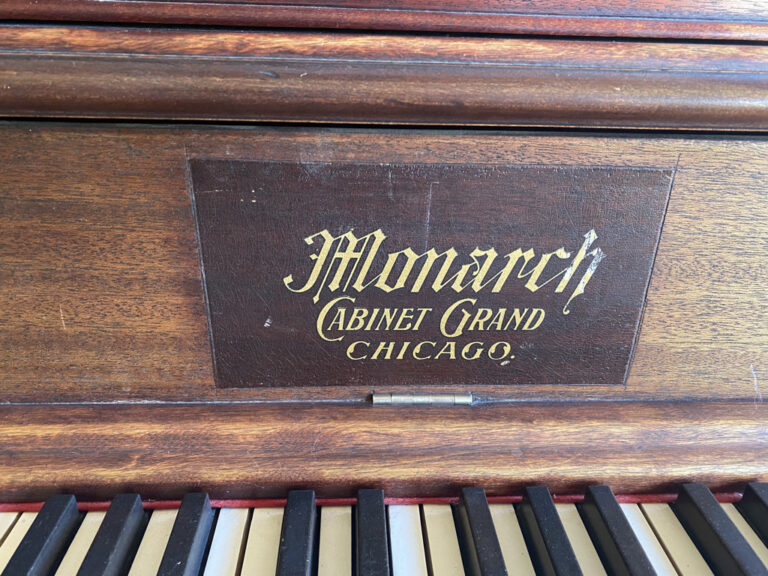 Monarch
CABINET GRAND
CHICAGO.